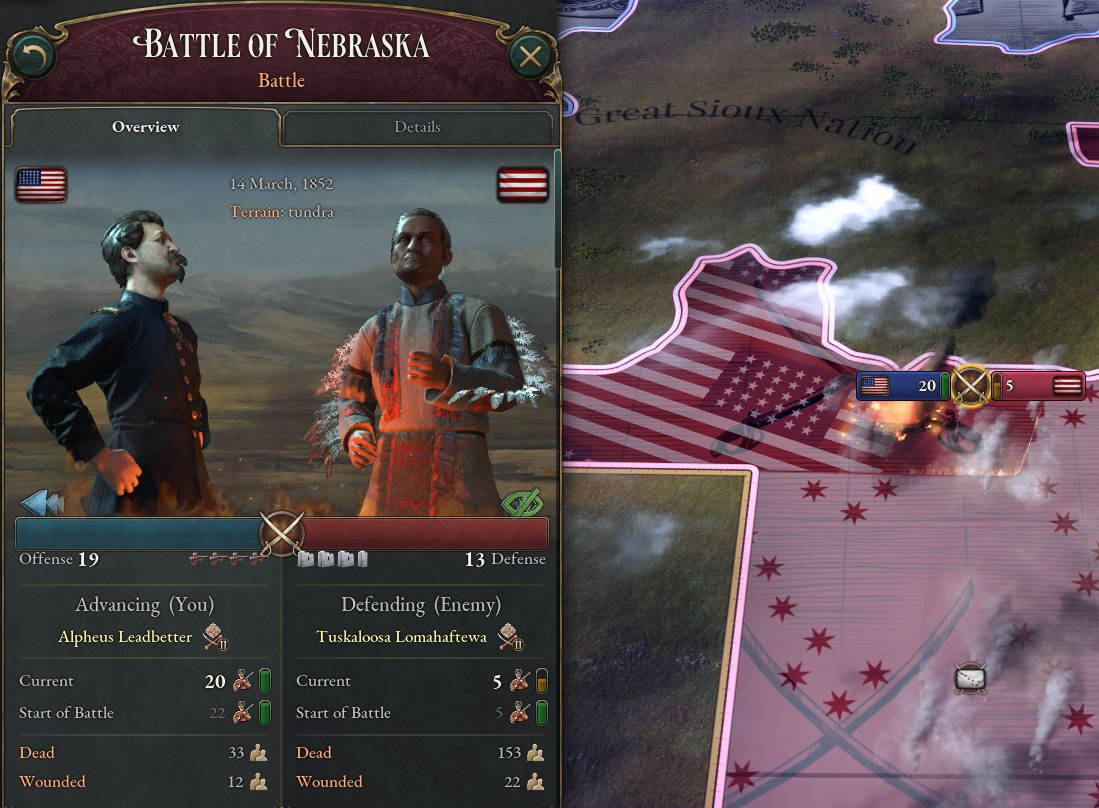 Battle of Nebraska
Battle
Overview
Details
14 March, 1852
Terrain: tundra
Offense 19
13 Defense
Advancing (You)
Defending (Enemy)
Alpheus Leadbetter II
Tuskaloosa Lomahaftewa II
Current 20
Current 5
Start of Battle 22
Start of Battle 5
Dead 33
Dead 153
Wounded 12
Wounded 22
Great Sioux Nation
20
5